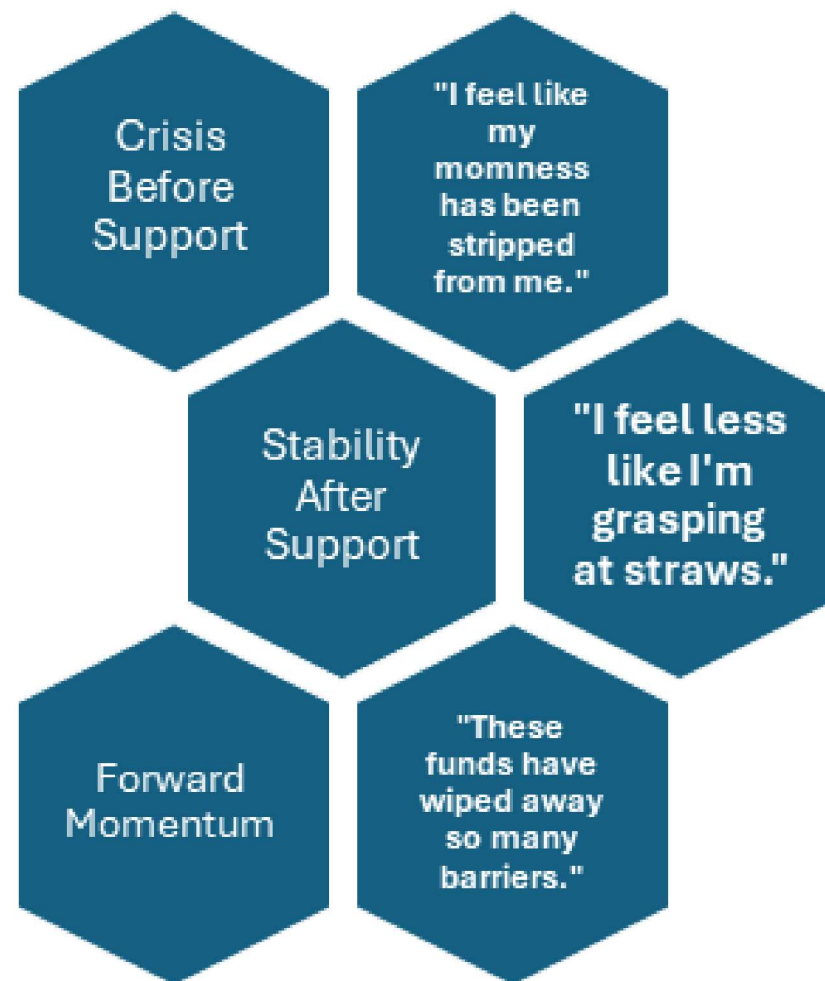 Crisis
Before
Support
"I feel like
my
momness
has been
stripped
from me."
Stability
After
Support
"I feel less
like I'm
grasping
at straws."
Forward
Momentum
"These
funds have
wiped away
so many
barriers."